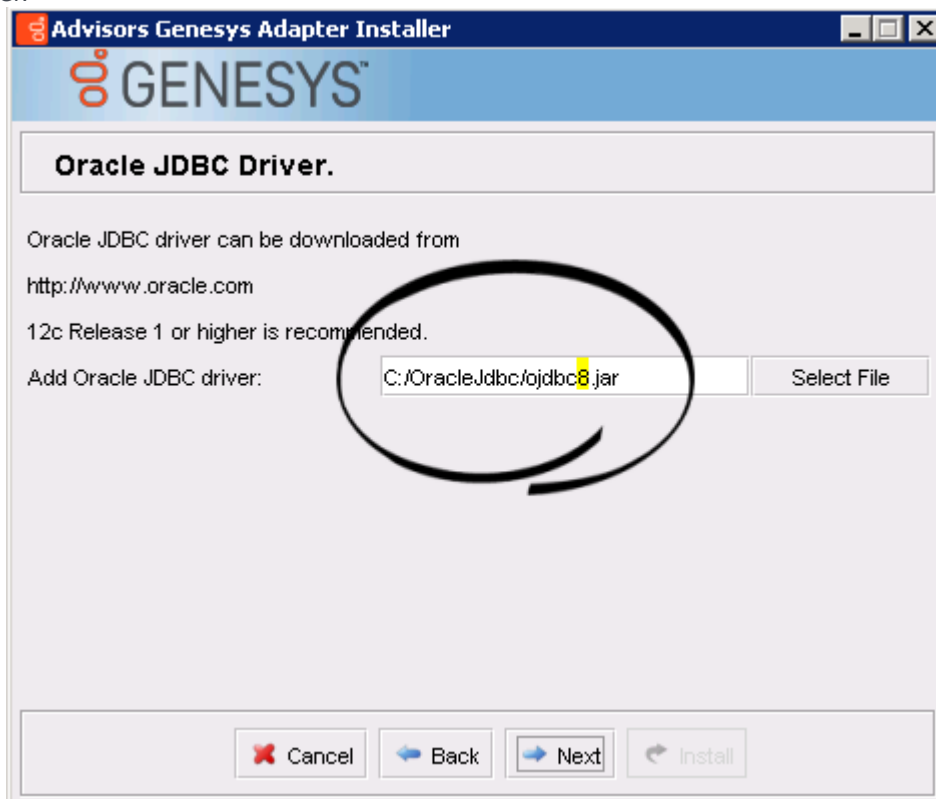 Advisors Genesys Adapter Installer
GENESYS™
Oracle JDBC Driver.
Oracle JDBC driver can be downloaded from
http://www.oracle.com
12c Release 1 or higher is recommended.
Add Oracle JDBC driver: C:/OracleJdbc/ojdbc8.jar Select File
Cancel Back Next Install